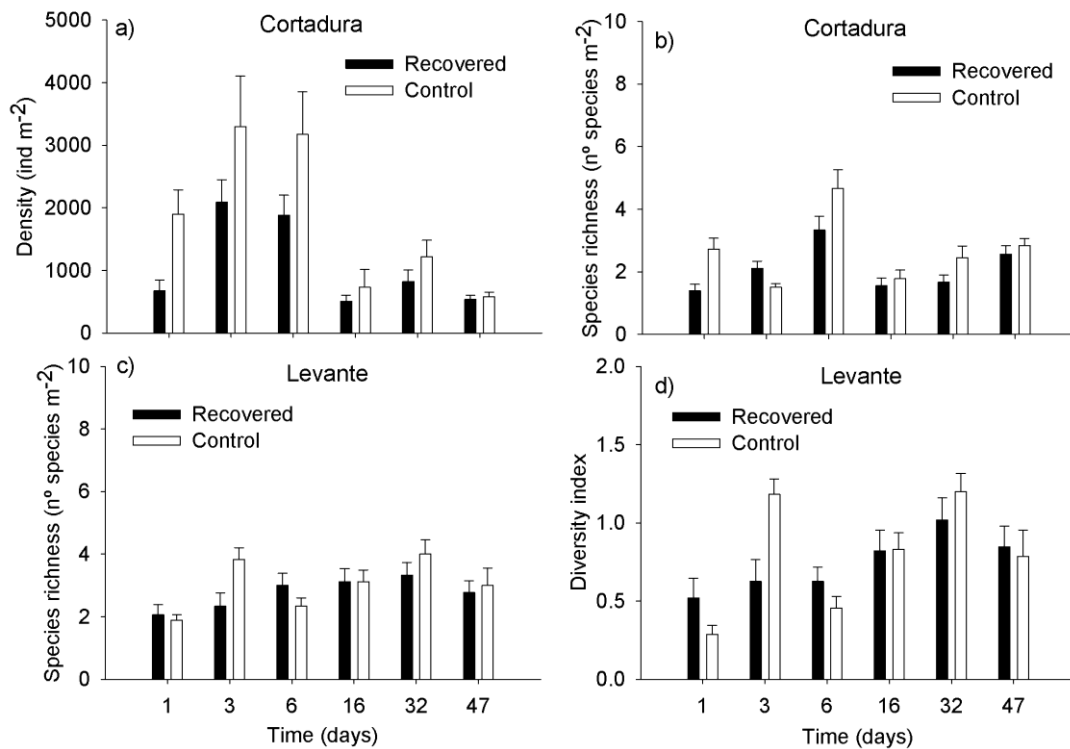 a)
Cortadura
Recovered
Control
5000
4000
3000
2000
1000
0
Density (ind m-2)
b)
Cortadura
Recovered
Control
10
8
6
4
2
0
Species richness (nº species m-2)
c)
Levante
Recovered
Control
10
8
6
4
2
0
Species richness (nº species m-2)
1 3 6 16 32 47
Time (days)
d)
Levante
Recovered
Control
2.0
1.5
1.0
0.5
0.0
Diversity index
1 3 6 16 32 47
Time (days)